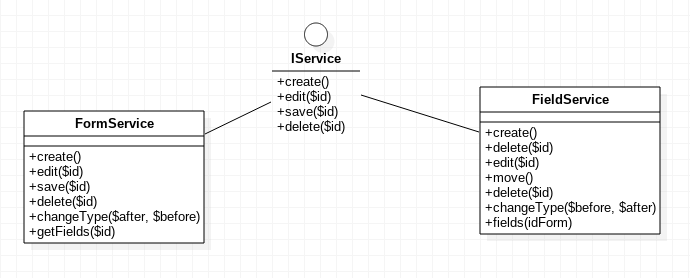 IService
+create()
+edit($id)
+save($id)
+delete($id)
FormService
+create()
+edit($id)
+save($id)
+delete($id)
+changeType($after, $before)
+getFields($id)
FieldService
+create()
+delete($id)
+edit($id)
+move()
+delete($id)
+changeType($before, $after)
+fields(idForm)